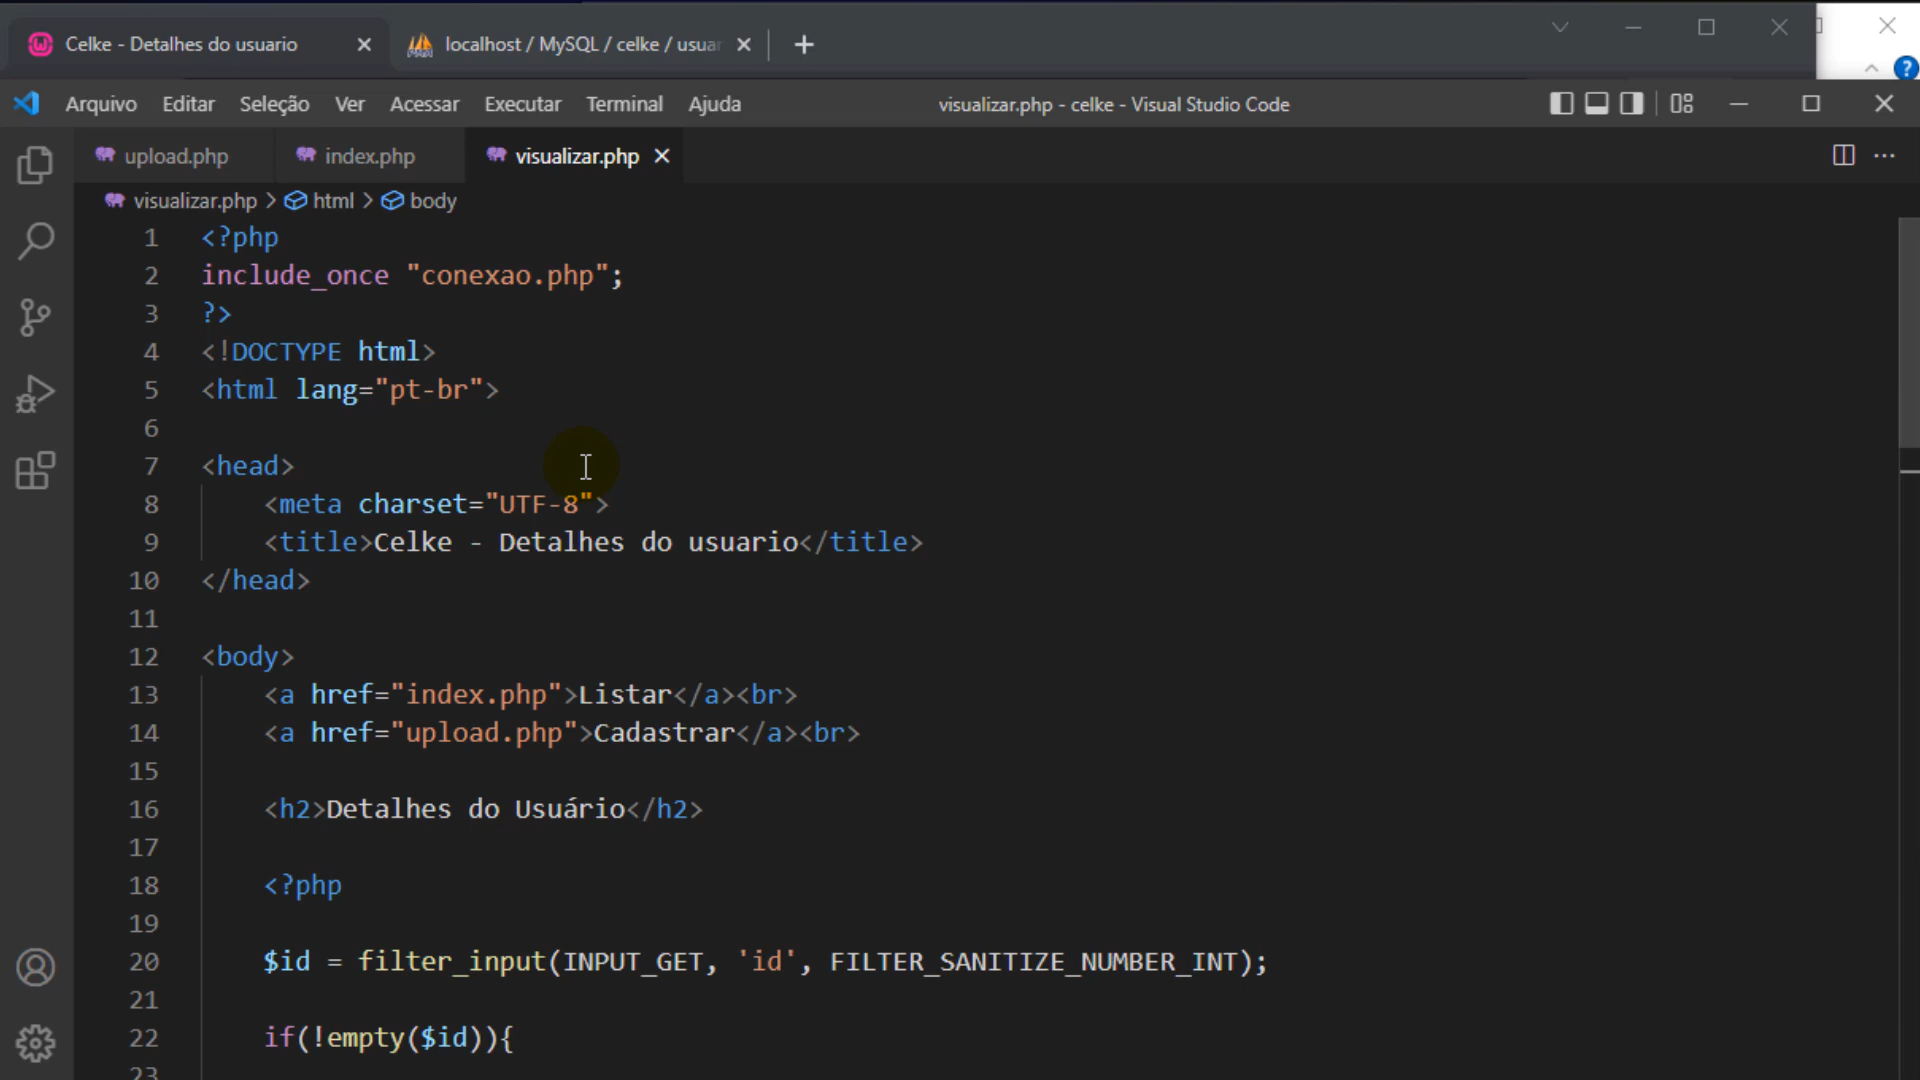 Celke - Detalhes do usuario
localhost / MySQL / celke / usuar
Arquivo Editar Seleção Ver Acessar Executar Terminal Ajuda
visualizar.php - celke - Visual Studio Code
upload.php
index.php
visualizar.php
visualizar.php > html > body
1 <?php
2 include_once "conexao.php";
3 ?>
4 <!DOCTYPE html>
5 <html lang="pt-br">
6
7 <head>
8 <meta charset="UTF-8">
9 <title>Celke - Detalhes do usuario</title>
10 </head>
11
12 <body>
13 <a href="index.php">Listar</a><br>
14 <a href="upload.php">Cadastrar</a><br>
15
16 <h2>Detalhes do Usuário</h2>
17
18 <?php
19
20 $id = filter_input(INPUT_GET, 'id', FILTER_SANITIZE_NUMBER_INT);
21
22 if(!empty($id)){
23